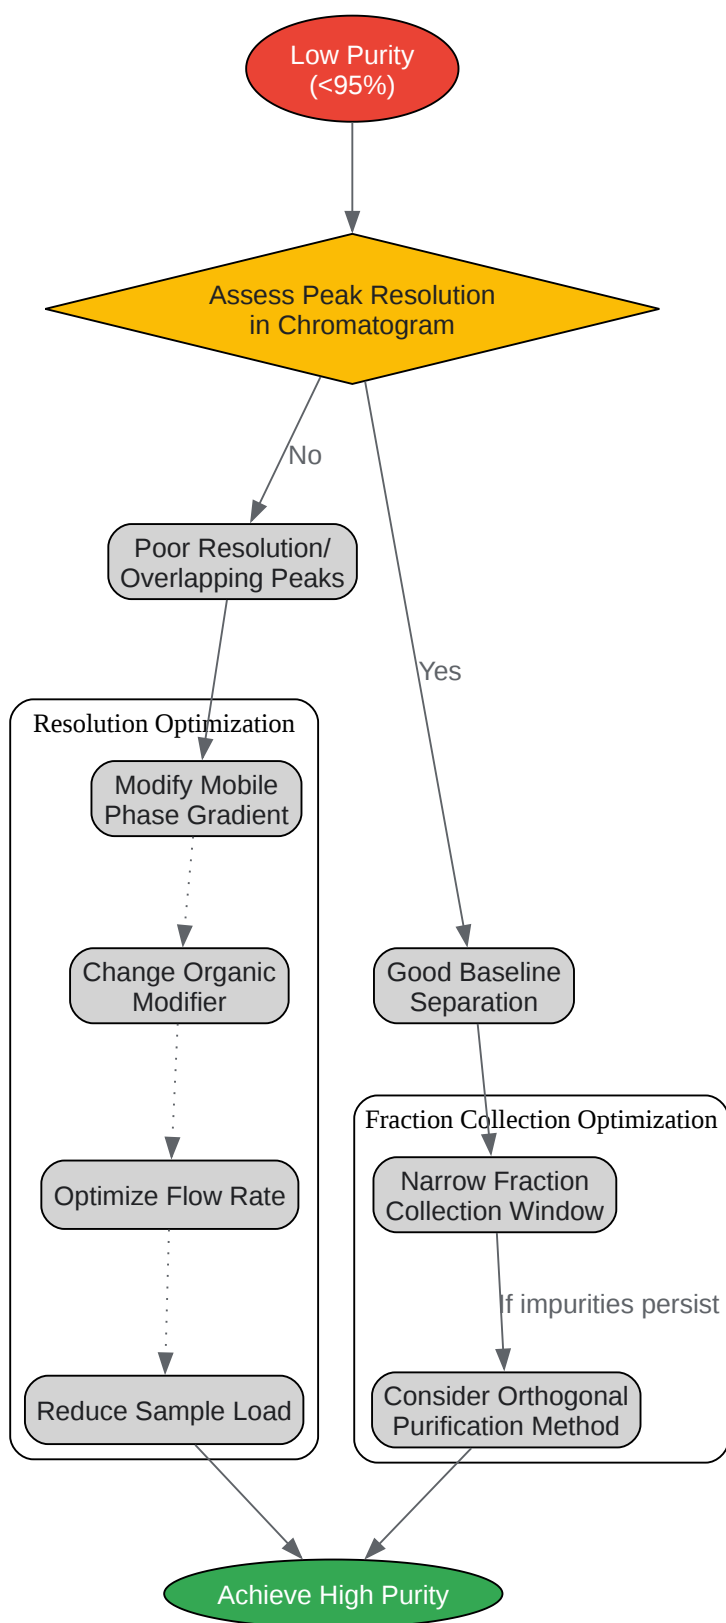 Low Purity
(<95%)
Assess Peak Resolution
in Chromatogram
No
Poor Resolution/
Overlapping Peaks
Yes
Resolution Optimization
Modify Mobile
Phase Gradient
Change Organic
Modifier
Good Baseline
Separation
Optimize Flow Rate
Fraction Collection Optimization
Narrow Fraction
Collection Window
If impurities persist
Reduce Sample Load
Consider Orthogonal
Purification Method
Achieve High Purity